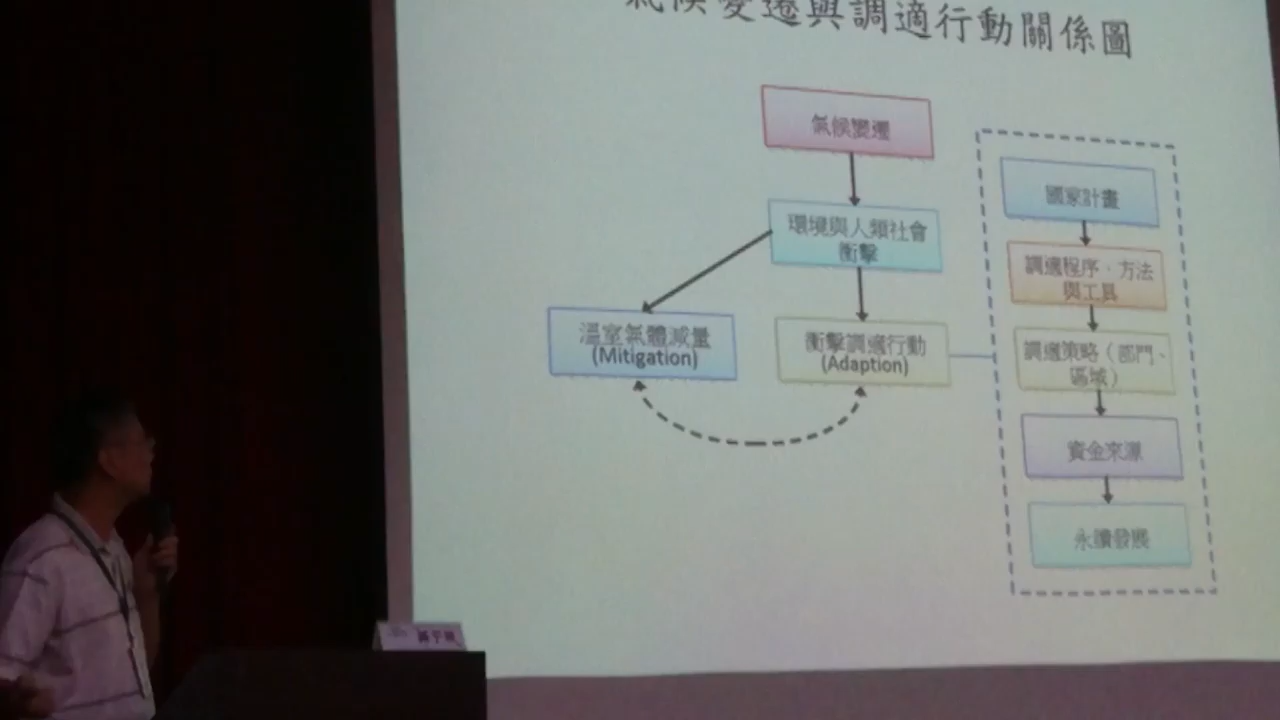 氣候變遷與調適行動關係圖
氣候變遷
環境與人類社會
衝擊
溫室氣體減量
(Mitigation)
衝擊調適行動
(Adaption)
國家計畫
調適程序、方法
與工具
調適策略（部門、
區域）
資金來源
永續發展